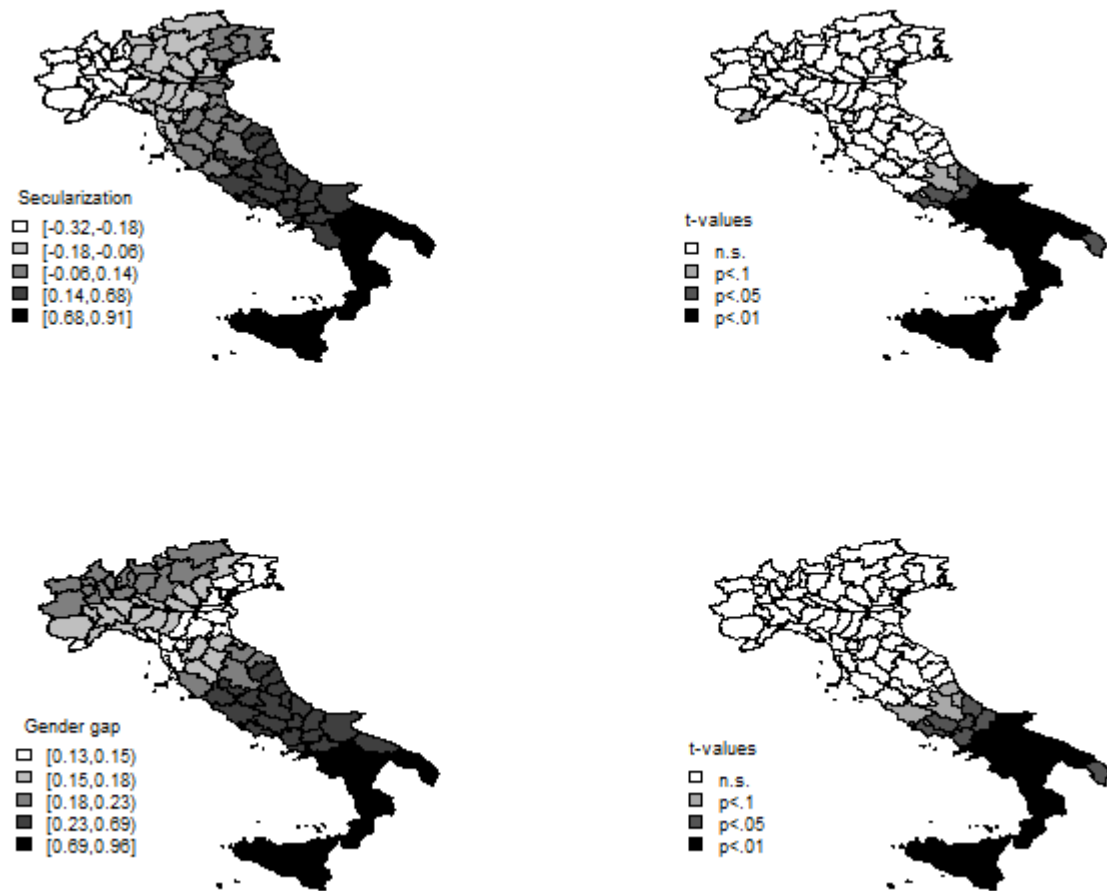 Secularization
[-0.32,-0.18)
[-0.18,-0.06)
[-0.06,0.14)
[0.14,0.68)
[0.68,0.91]
t-values
n.s.
p<.1
p<.05
p<.01
Gender gap
[0.13,0.15)
[0.15,0.18)
[0.18,0.23)
[0.23,0.69)
[0.69,0.96]
t-values
n.s.
p<.1
p<.05
p<.01